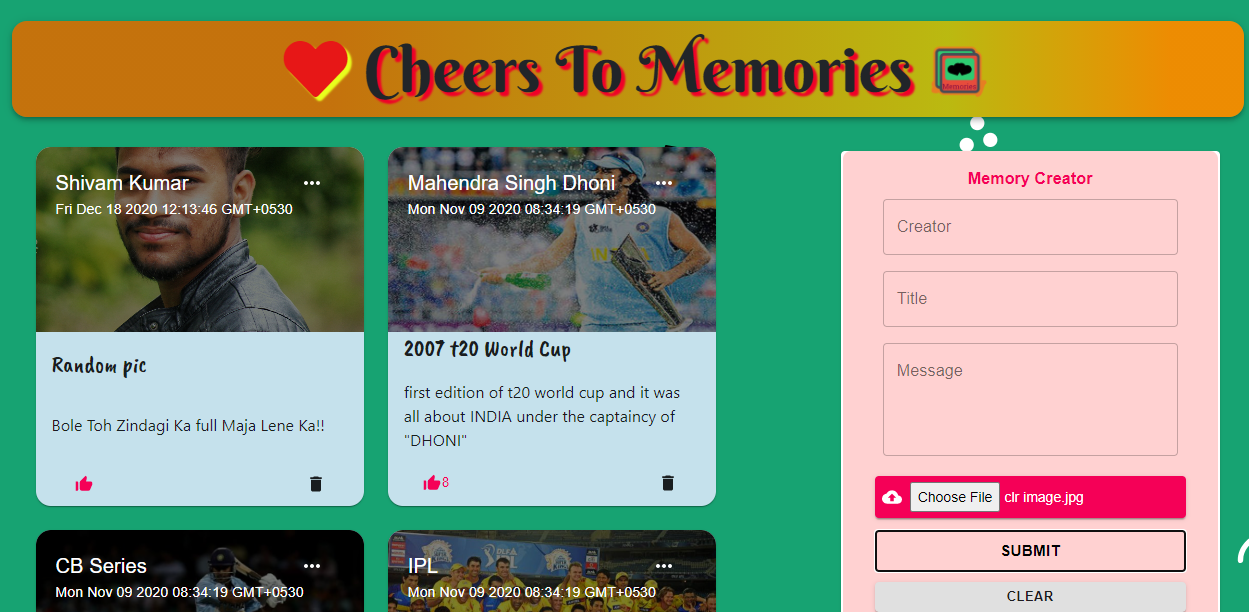 Cheers To Memories
Memories
Shivam Kumar
Fri Dec 18 2020 12:13:46 GMT+0530
Random pic
Bole Toh Zindagi Ka full Maja Lene Ka!!
Mahendra Singh Dhoni
Mon Nov 09 2020 08:34:19 GMT+0530
2007 t20 World Cup
first edition of t20 world cup and it was
all about INDIA under the captaincy of
"DHONI"
8
CB Series
Mon Nov 09 2020 08:34:19 GMT+0530
IPL
Mon Nov 09 2020 08:34:19 GMT+0530
Memory Creator
Creator
Title
Message
Choose File clr image.jpg
SUBMIT
CLEAR